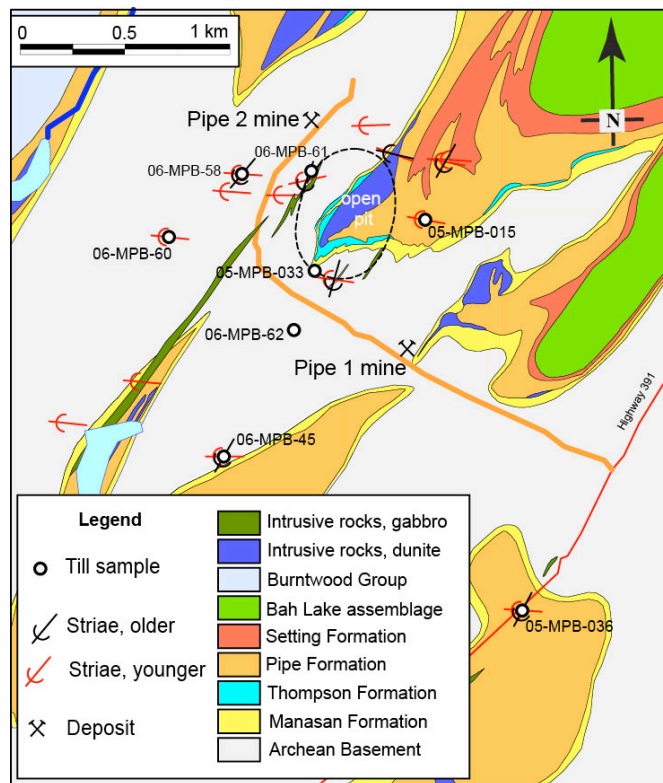 0 0.5 1 km
N
Pipe 2 mine
06-MPB-61
06-MPB-58
open
pit
05-MPB-015
06-MPB-60
05-MPB-033
06-MPB-62
Pipe 1 mine
Highway 391
06-MPB-45
05-MPB-036
Legend
Till sample
Striae, older
Striae, younger
Deposit
Intrusive rocks, gabbro
Intrusive rocks, dunite
Burntwood Group
Bah Lake assemblage
Setting Formation
Pipe Formation
Thompson Formation
Manasan Formation
Archean Basement